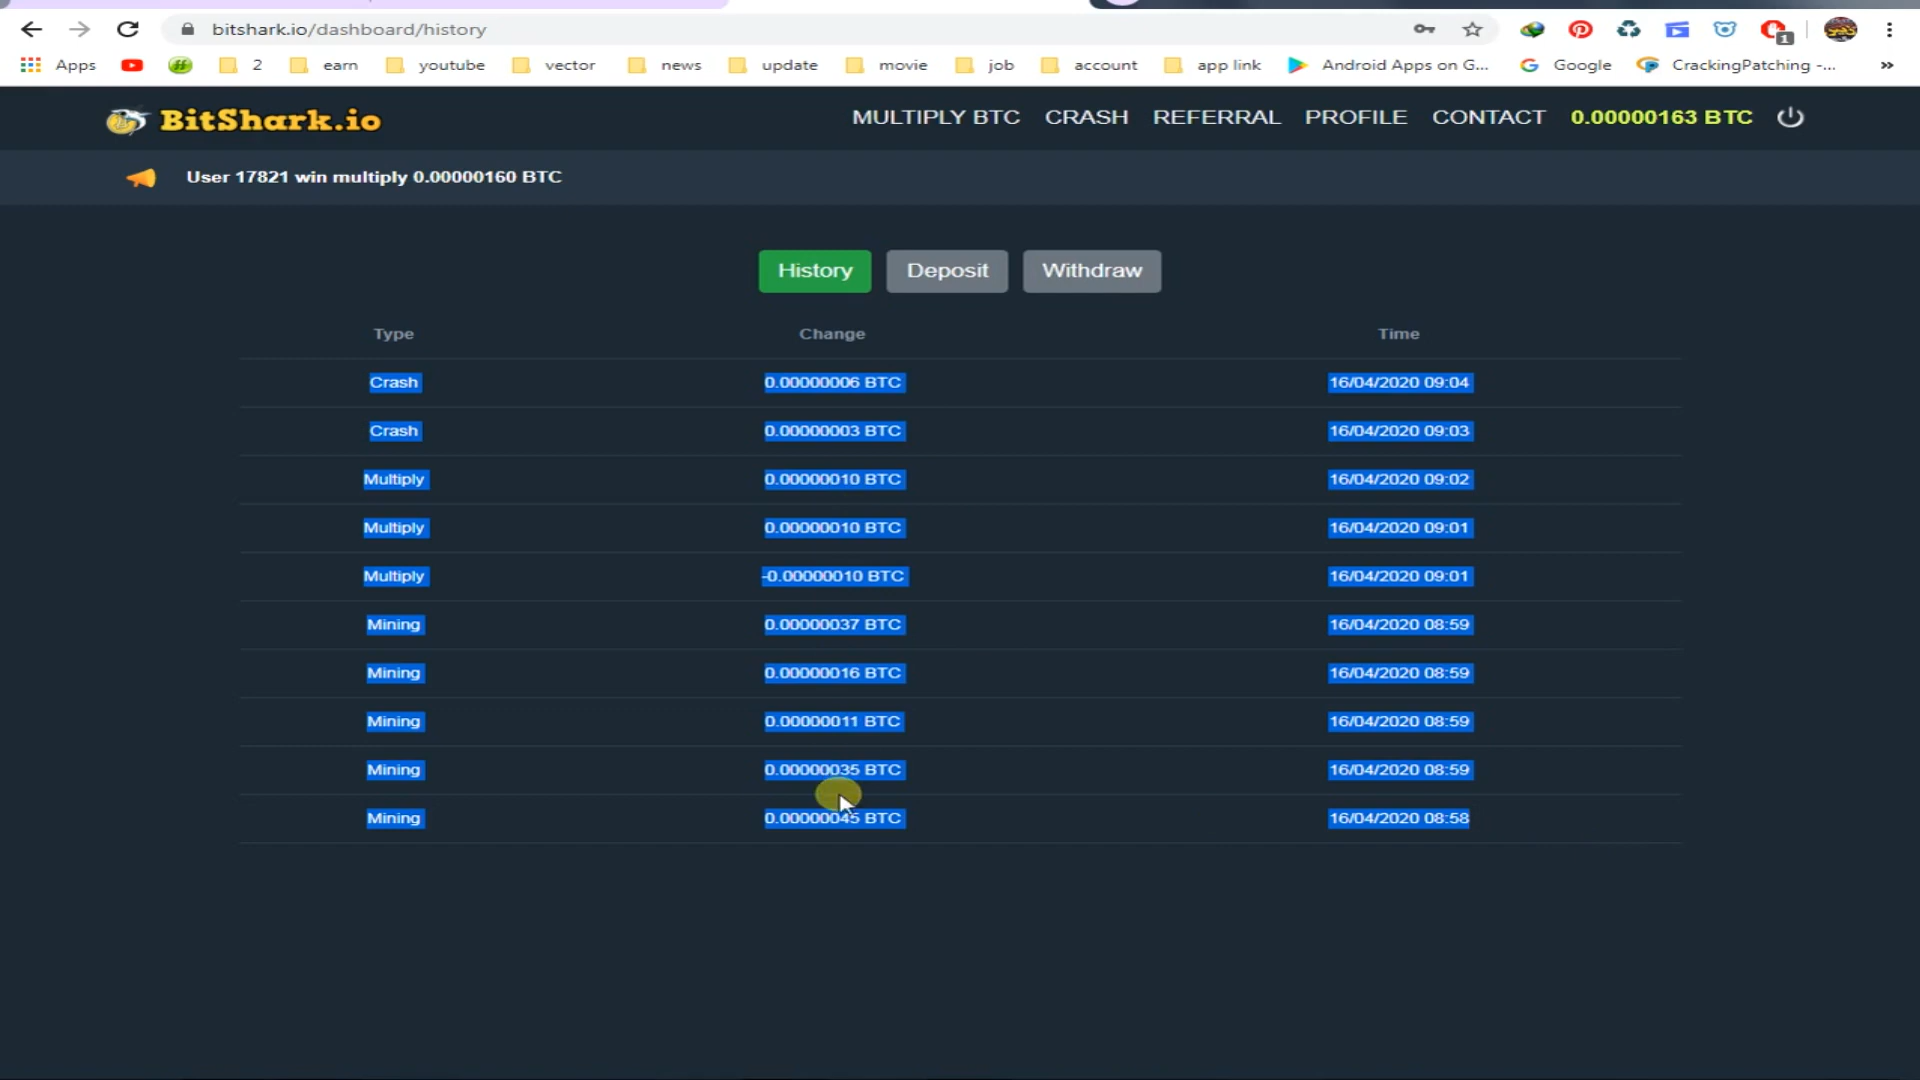 bitshark.io/dashboard/history
1
Apps 2 earn youtube vector news update movie job account app link Android Apps on G... Google CrackingPatching -... »
BitShark.io MULTIPLY BTC CRASH REFERRAL PROFILE CONTACT 0.00000163 BTC
User 17821 win multiply 0.00000160 BTC
History Deposit Withdraw
Type Change Time
Crash 0.00000006 BTC 16/04/2020 09:04
Crash 0.00000003 BTC 16/04/2020 09:03
Multiply 0.00000010 BTC 16/04/2020 09:02
Multiply 0.00000010 BTC 16/04/2020 09:01
Multiply -0.00000010 BTC 16/04/2020 09:01
Mining 0.00000037 BTC 16/04/2020 08:59
Mining 0.00000016 BTC 16/04/2020 08:59
Mining 0.00000011 BTC 16/04/2020 08:59
Mining 0.00000035 BTC 16/04/2020 08:59
Mining 0.00000045 BTC 16/04/2020 08:58